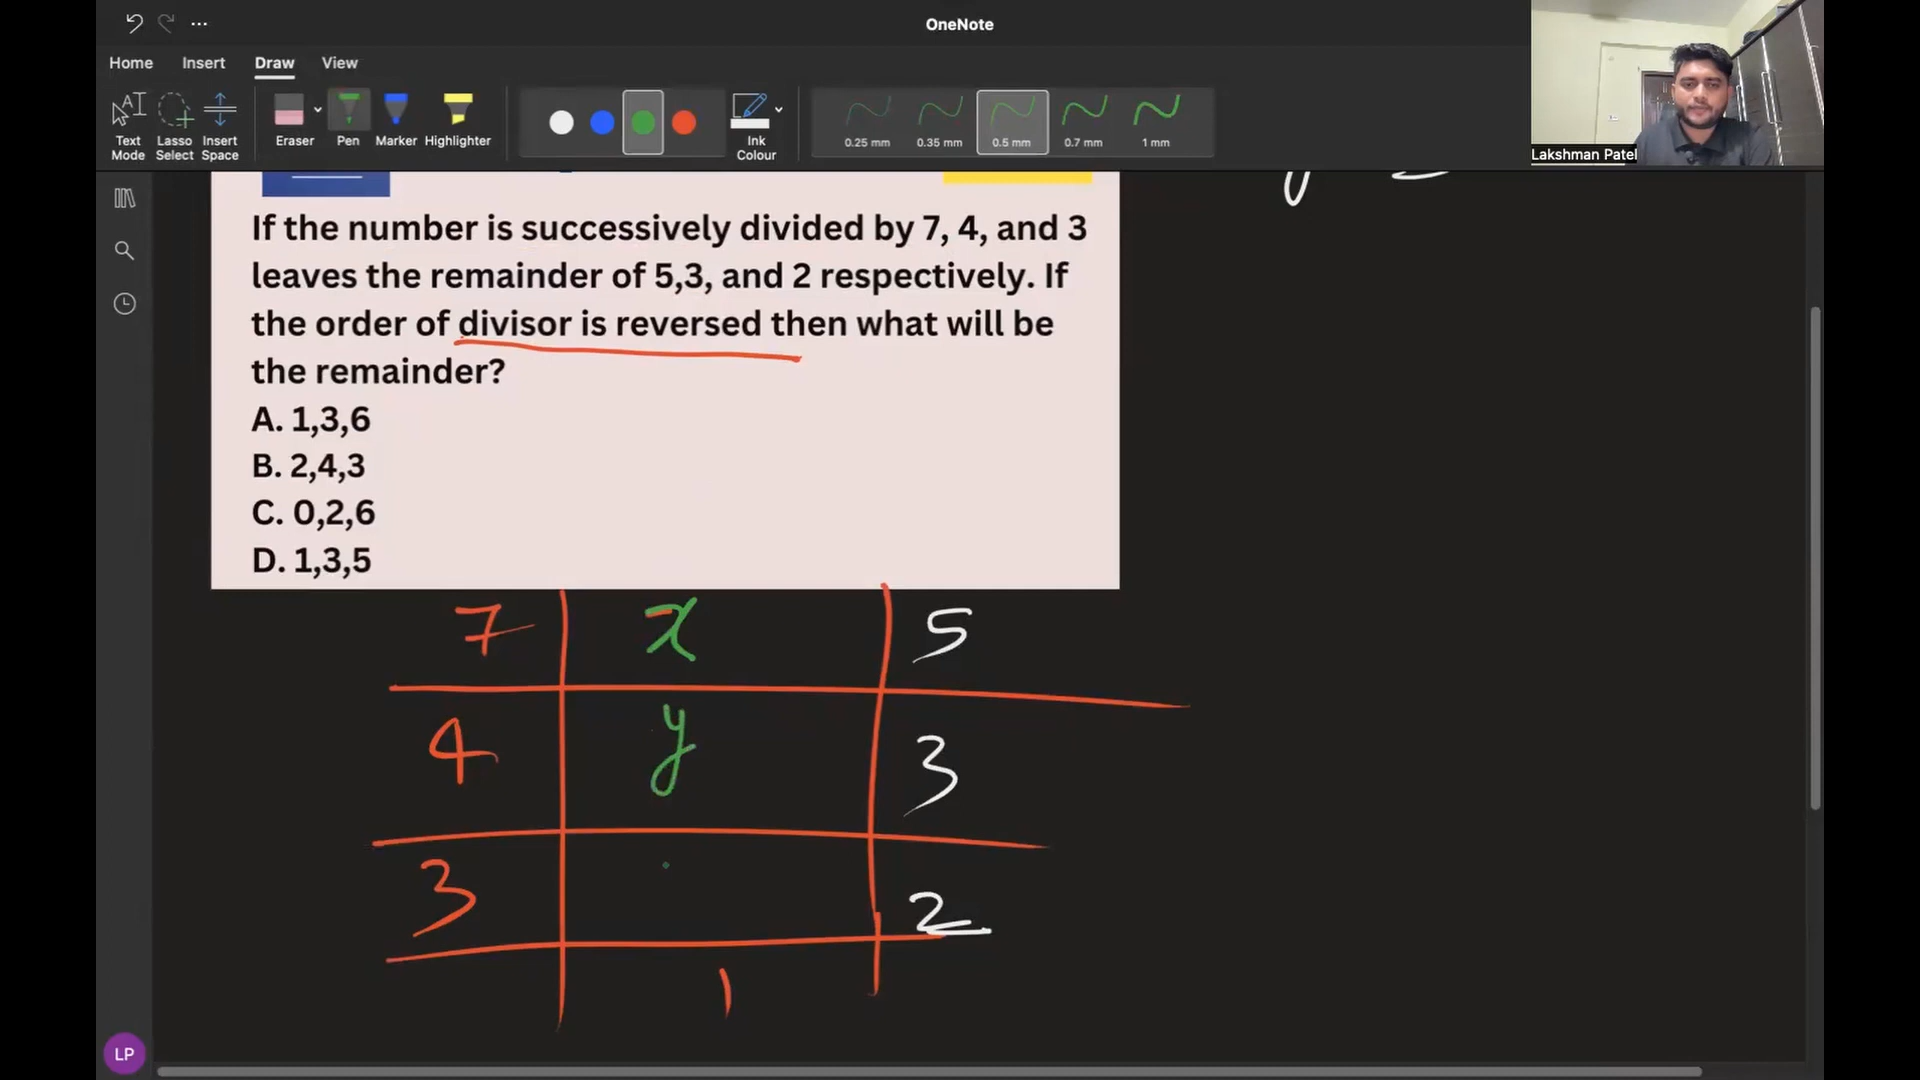 OneNote
Home Insert Draw View
Text Mode Lasso Select Insert Space Eraser Pen Marker Highlighter Ink Colour 0.25 mm 0.35 mm 0.5 mm 0.7 mm 1 mm
Lakshman Patel
If the number is successively divided by 7, 4, and 3
leaves the remainder of 5,3, and 2 respectively. If
the order of divisor is reversed then what will be
the remainder?
A. 1,3,6
B. 2,4,3
C. 0,2,6
D. 1,3,5
7 x 5
4 y 3
3 2
1
LP